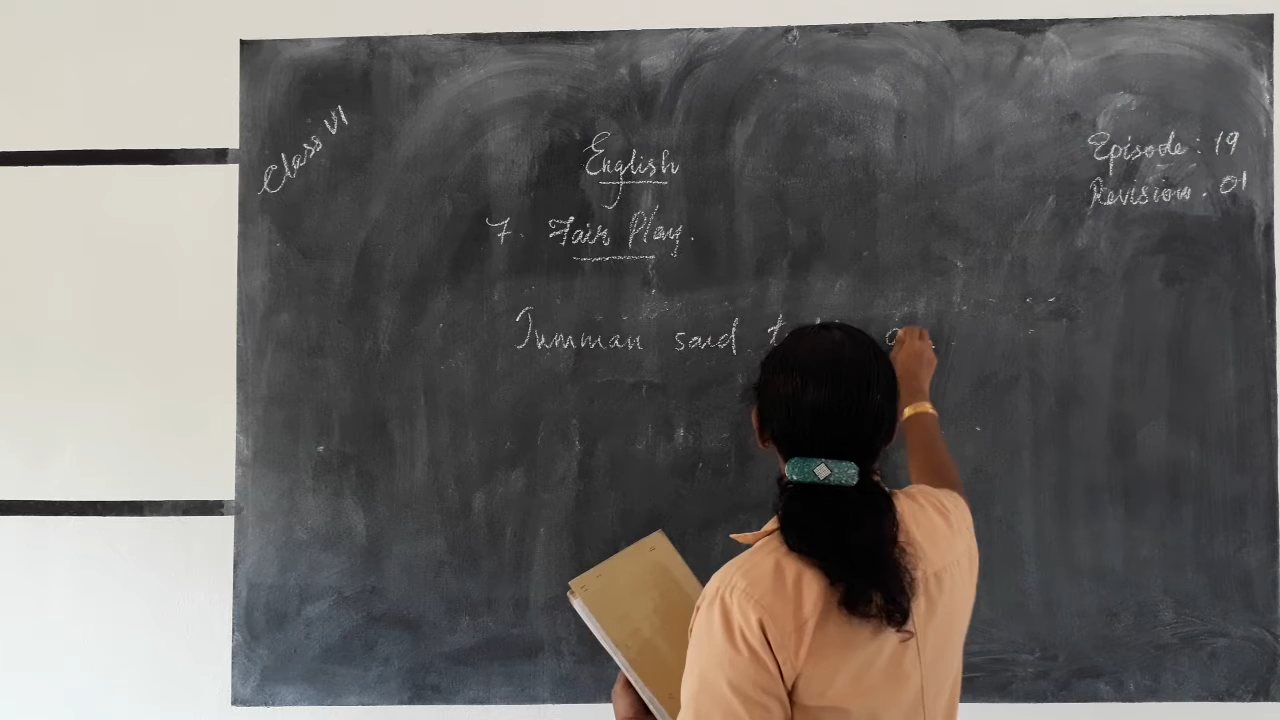 Class VI
English
Episode : 19
Revision . 01
7. Fair Play.
Jumman said